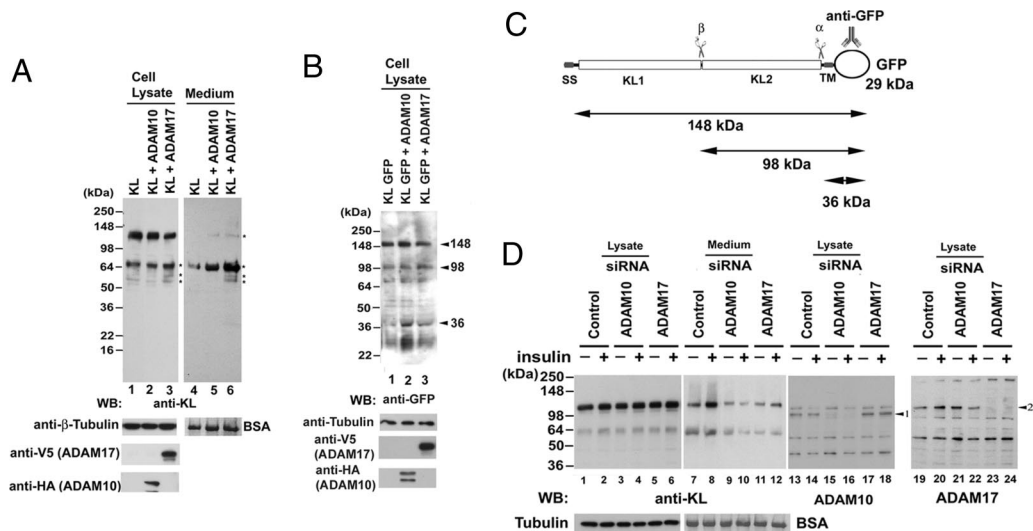 A
Cell
Lysate
Medium
KL
KL + ADAM10
KL + ADAM17
KL
KL + ADAM10
KL + ADAM17
(kDa)
250
148
98
64
50
36
22
16
*
*
*
*
1 2 3 4 5 6
WB: anti-KL
anti-β-Tubulin
BSA
anti-V5 (ADAM17)
anti-HA (ADAM10)
B
Cell
Lysate
KL GFP
KL GFP + ADAM10
KL GFP + ADAM17
(kDa)
250
148
98
64
50
36
22
148
98
36
1 2 3
WB: anti-GFP
anti-Tubulin
anti-V5
(ADAM17)
anti-HA
(ADAM10)
C
anti-GFP
β
α
SS
KL1
KL2
TM
GFP
29 kDa
148 kDa
98 kDa
36 kDa
D
Lysate
siRNA
Medium
siRNA
Lysate
siRNA
Lysate
siRNA
Control
ADAM10
ADAM17
Control
ADAM10
ADAM17
Control
ADAM10
ADAM17
Control
ADAM10
ADAM17
insulin
− + − + − + − + − + − + − + − + − + − + − + − +
(kDa)
250
148
98
64
50
36
1
2
1 2 3 4 5 6 7 8 9 10 11 12 13 14 15 16 17 18 19 20 21 22 23 24
WB: anti-KL ADAM10 ADAM17
Tubulin
BSA